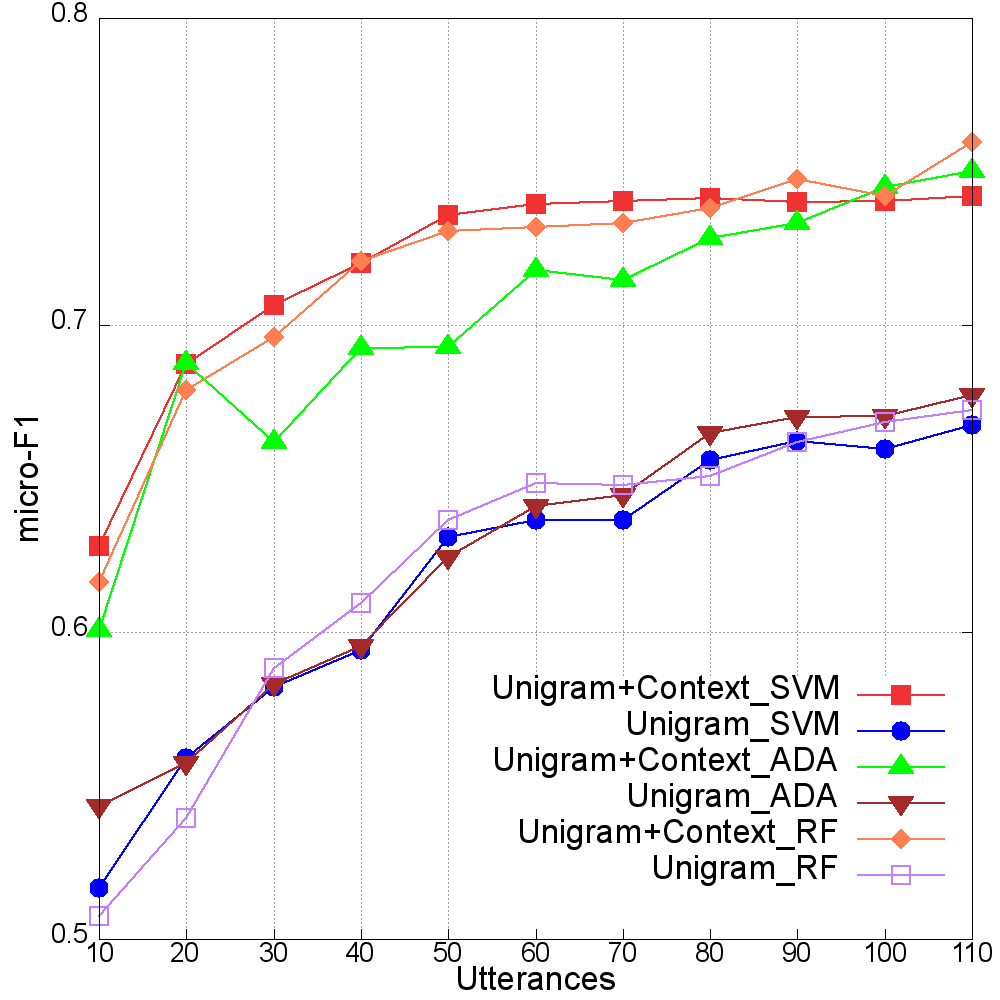 0.8
0.7
0.6
0.5
micro-F1
Unigram+Context_SVM
Unigram_SVM
Unigram+Context_ADA
Unigram_ADA
Unigram+Context_RF
Unigram_RF
10 20 30 40 50 60 70 80 90 100 110
Utterances